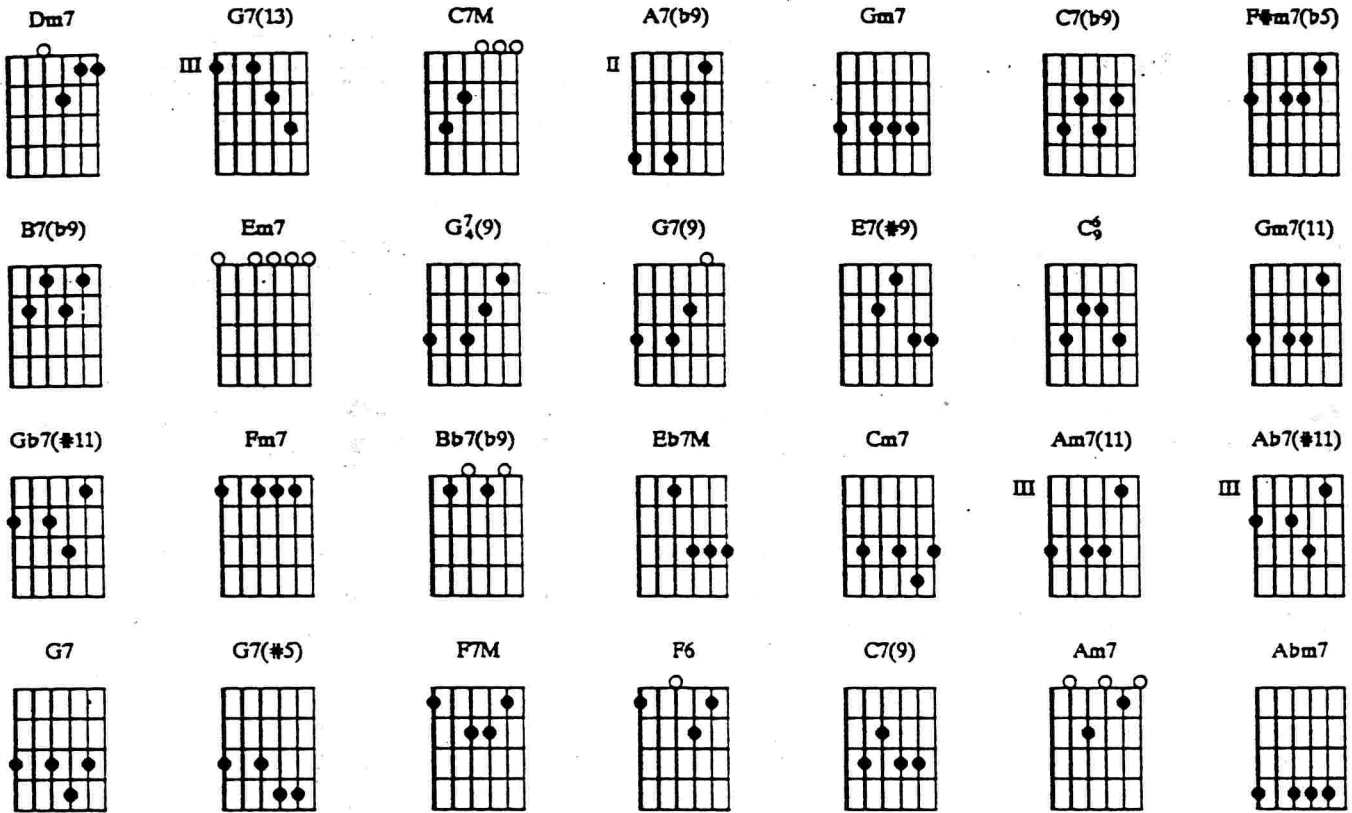 Dm7 G7(13) C7M A7(b9) Gm7 C7(b9) F#m7(b5)
III II
B7(b9) Em7 G7/4(9) G7(9) E7(#9) C6/9 Gm7(11)
Gb7(#11) Fm7 Bb7(b9) Eb7M Cm7 Am7(11) Ab7(#11)
III III
G7 G7(#5) F7M F6 C7(9) Am7 Abm7